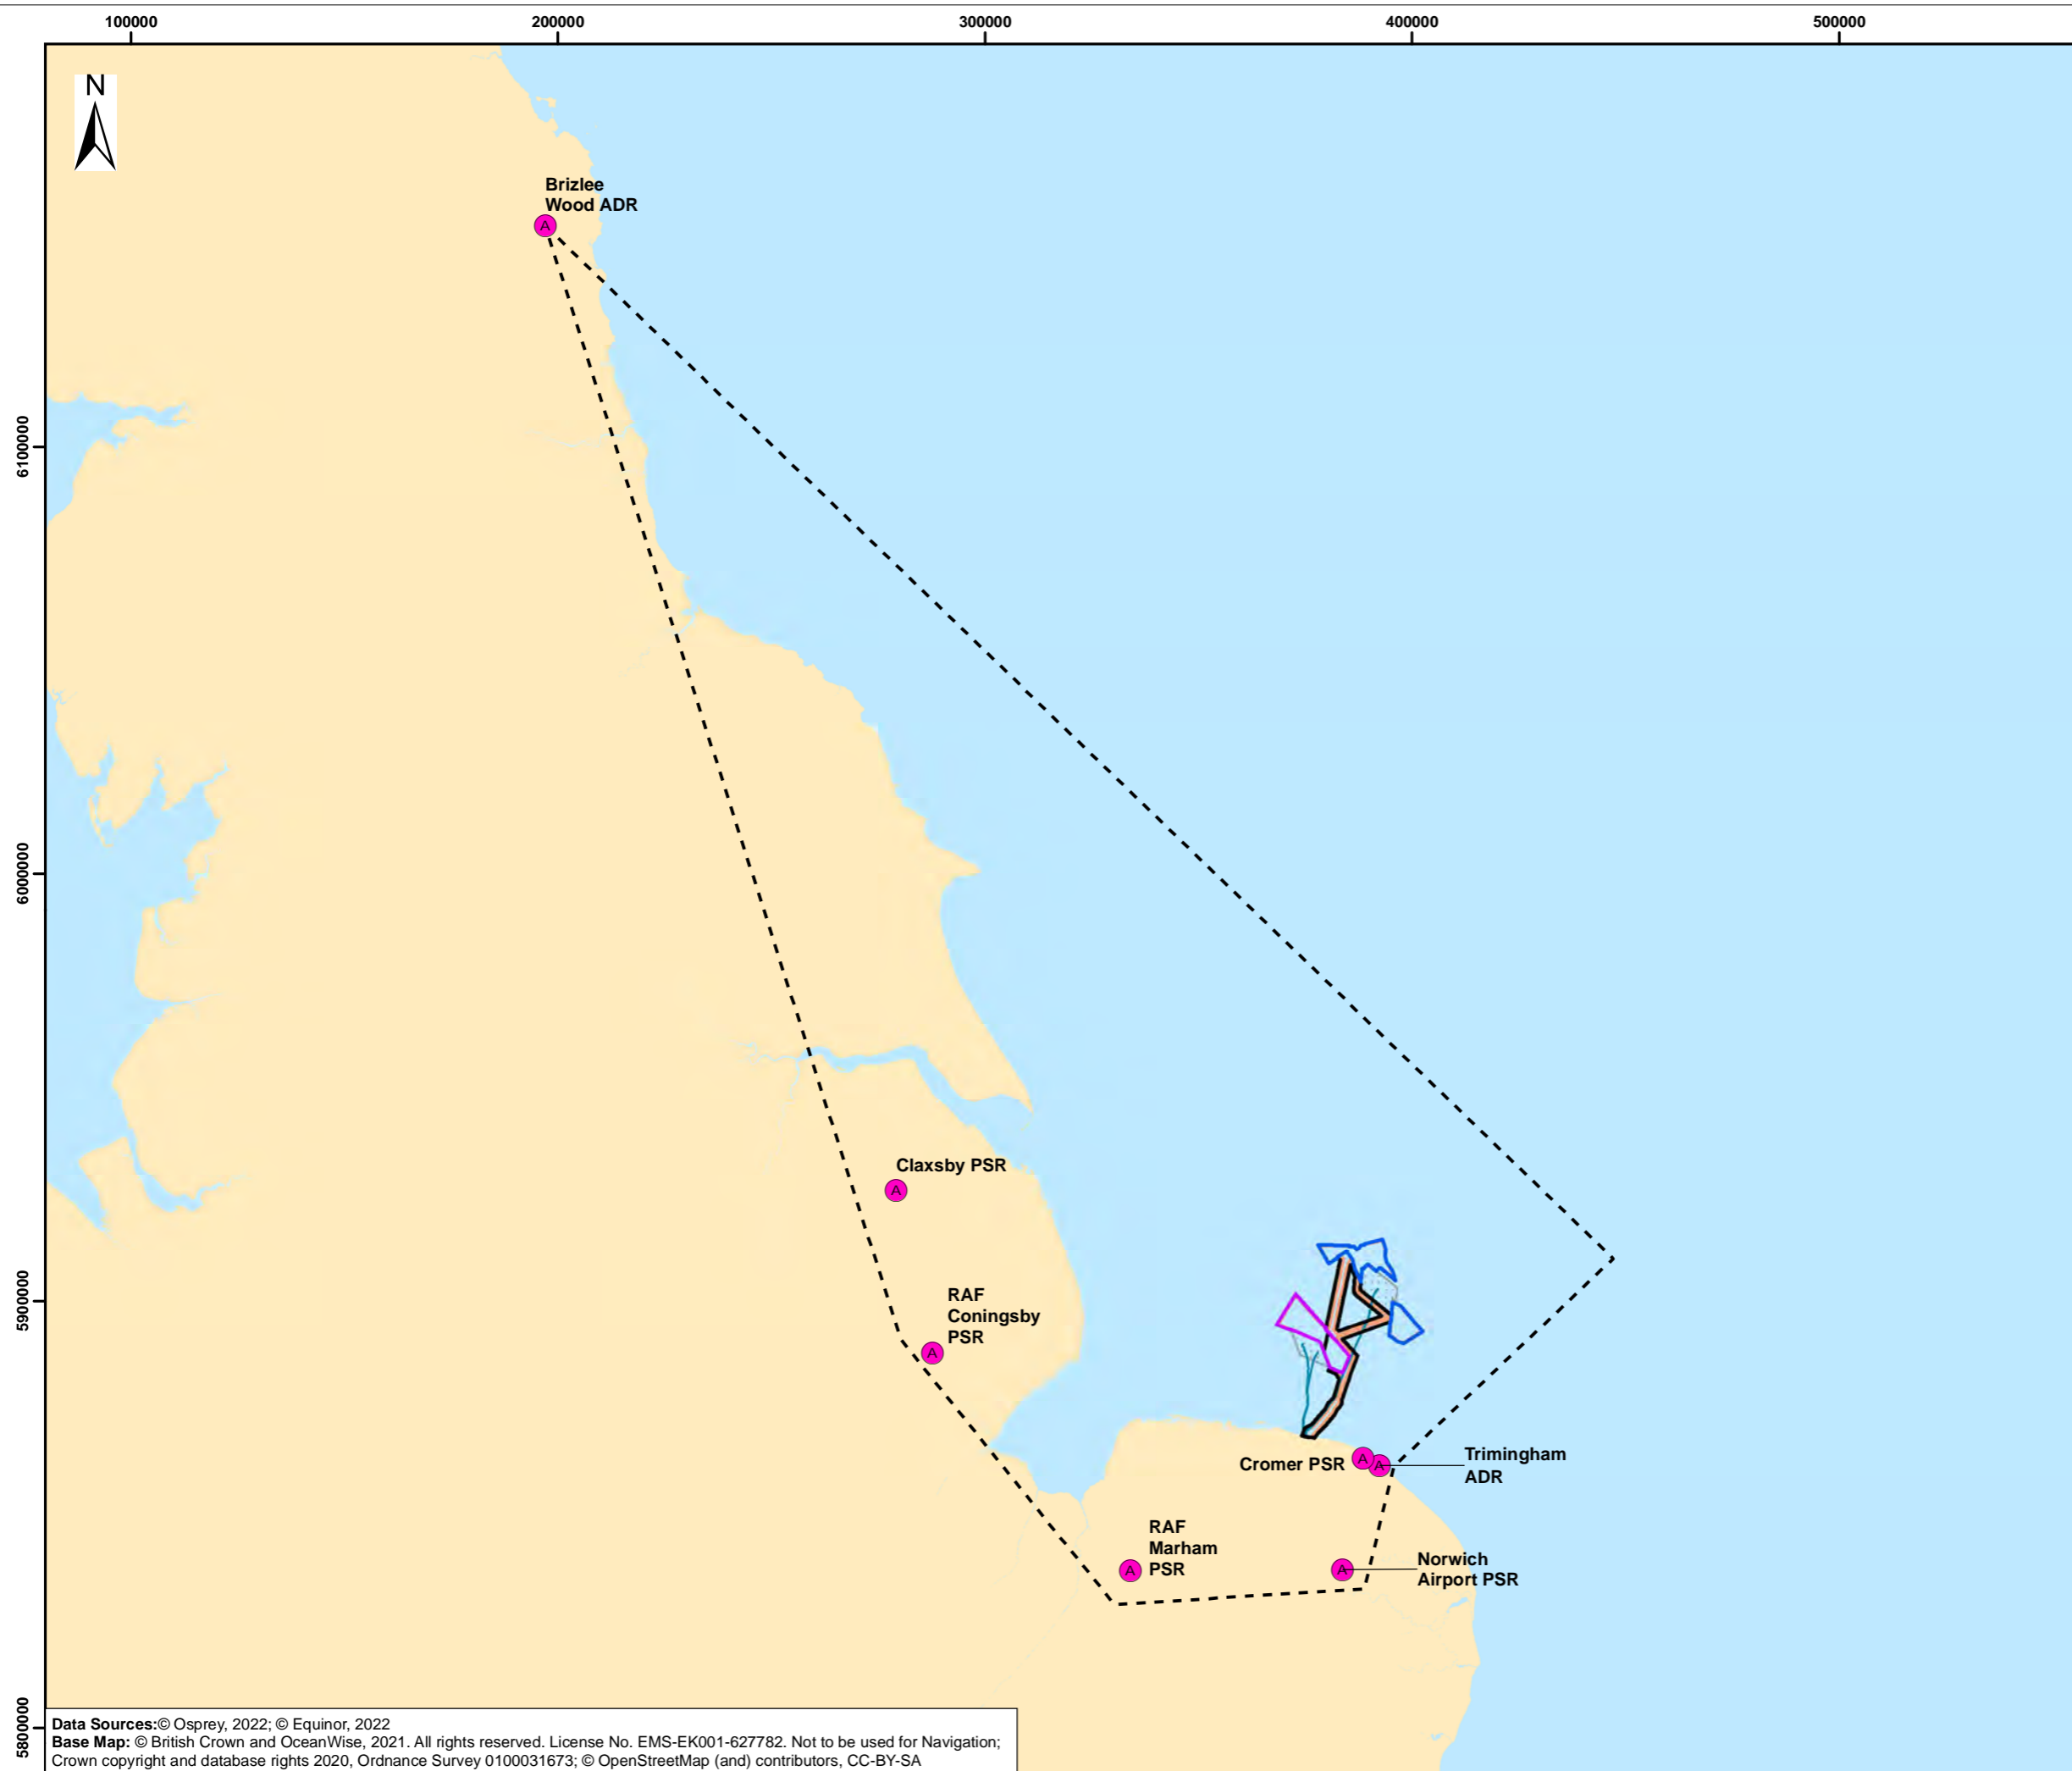 100000
200000
300000
400000
500000
N
Brizlee
Wood ADR
A
6100000
6000000
Claxsby PSR
A
5900000
RAF
Coningsby
PSR
A
Cromer PSR
A
A
Trimingham
ADR
RAF
Marham
PSR
A
A
Norwich
Airport PSR
5800000
Data Sources:© Osprey, 2022; © Equinor, 2022
Base Map: © British Crown and OceanWise, 2021. All rights reserved. License No. EMS-EK001-627782. Not to be used for Navigation;
Crown copyright and database rights 2020, Ordnance Survey 0100031673; © OpenStreetMap (and) contributors, CC-BY-SA